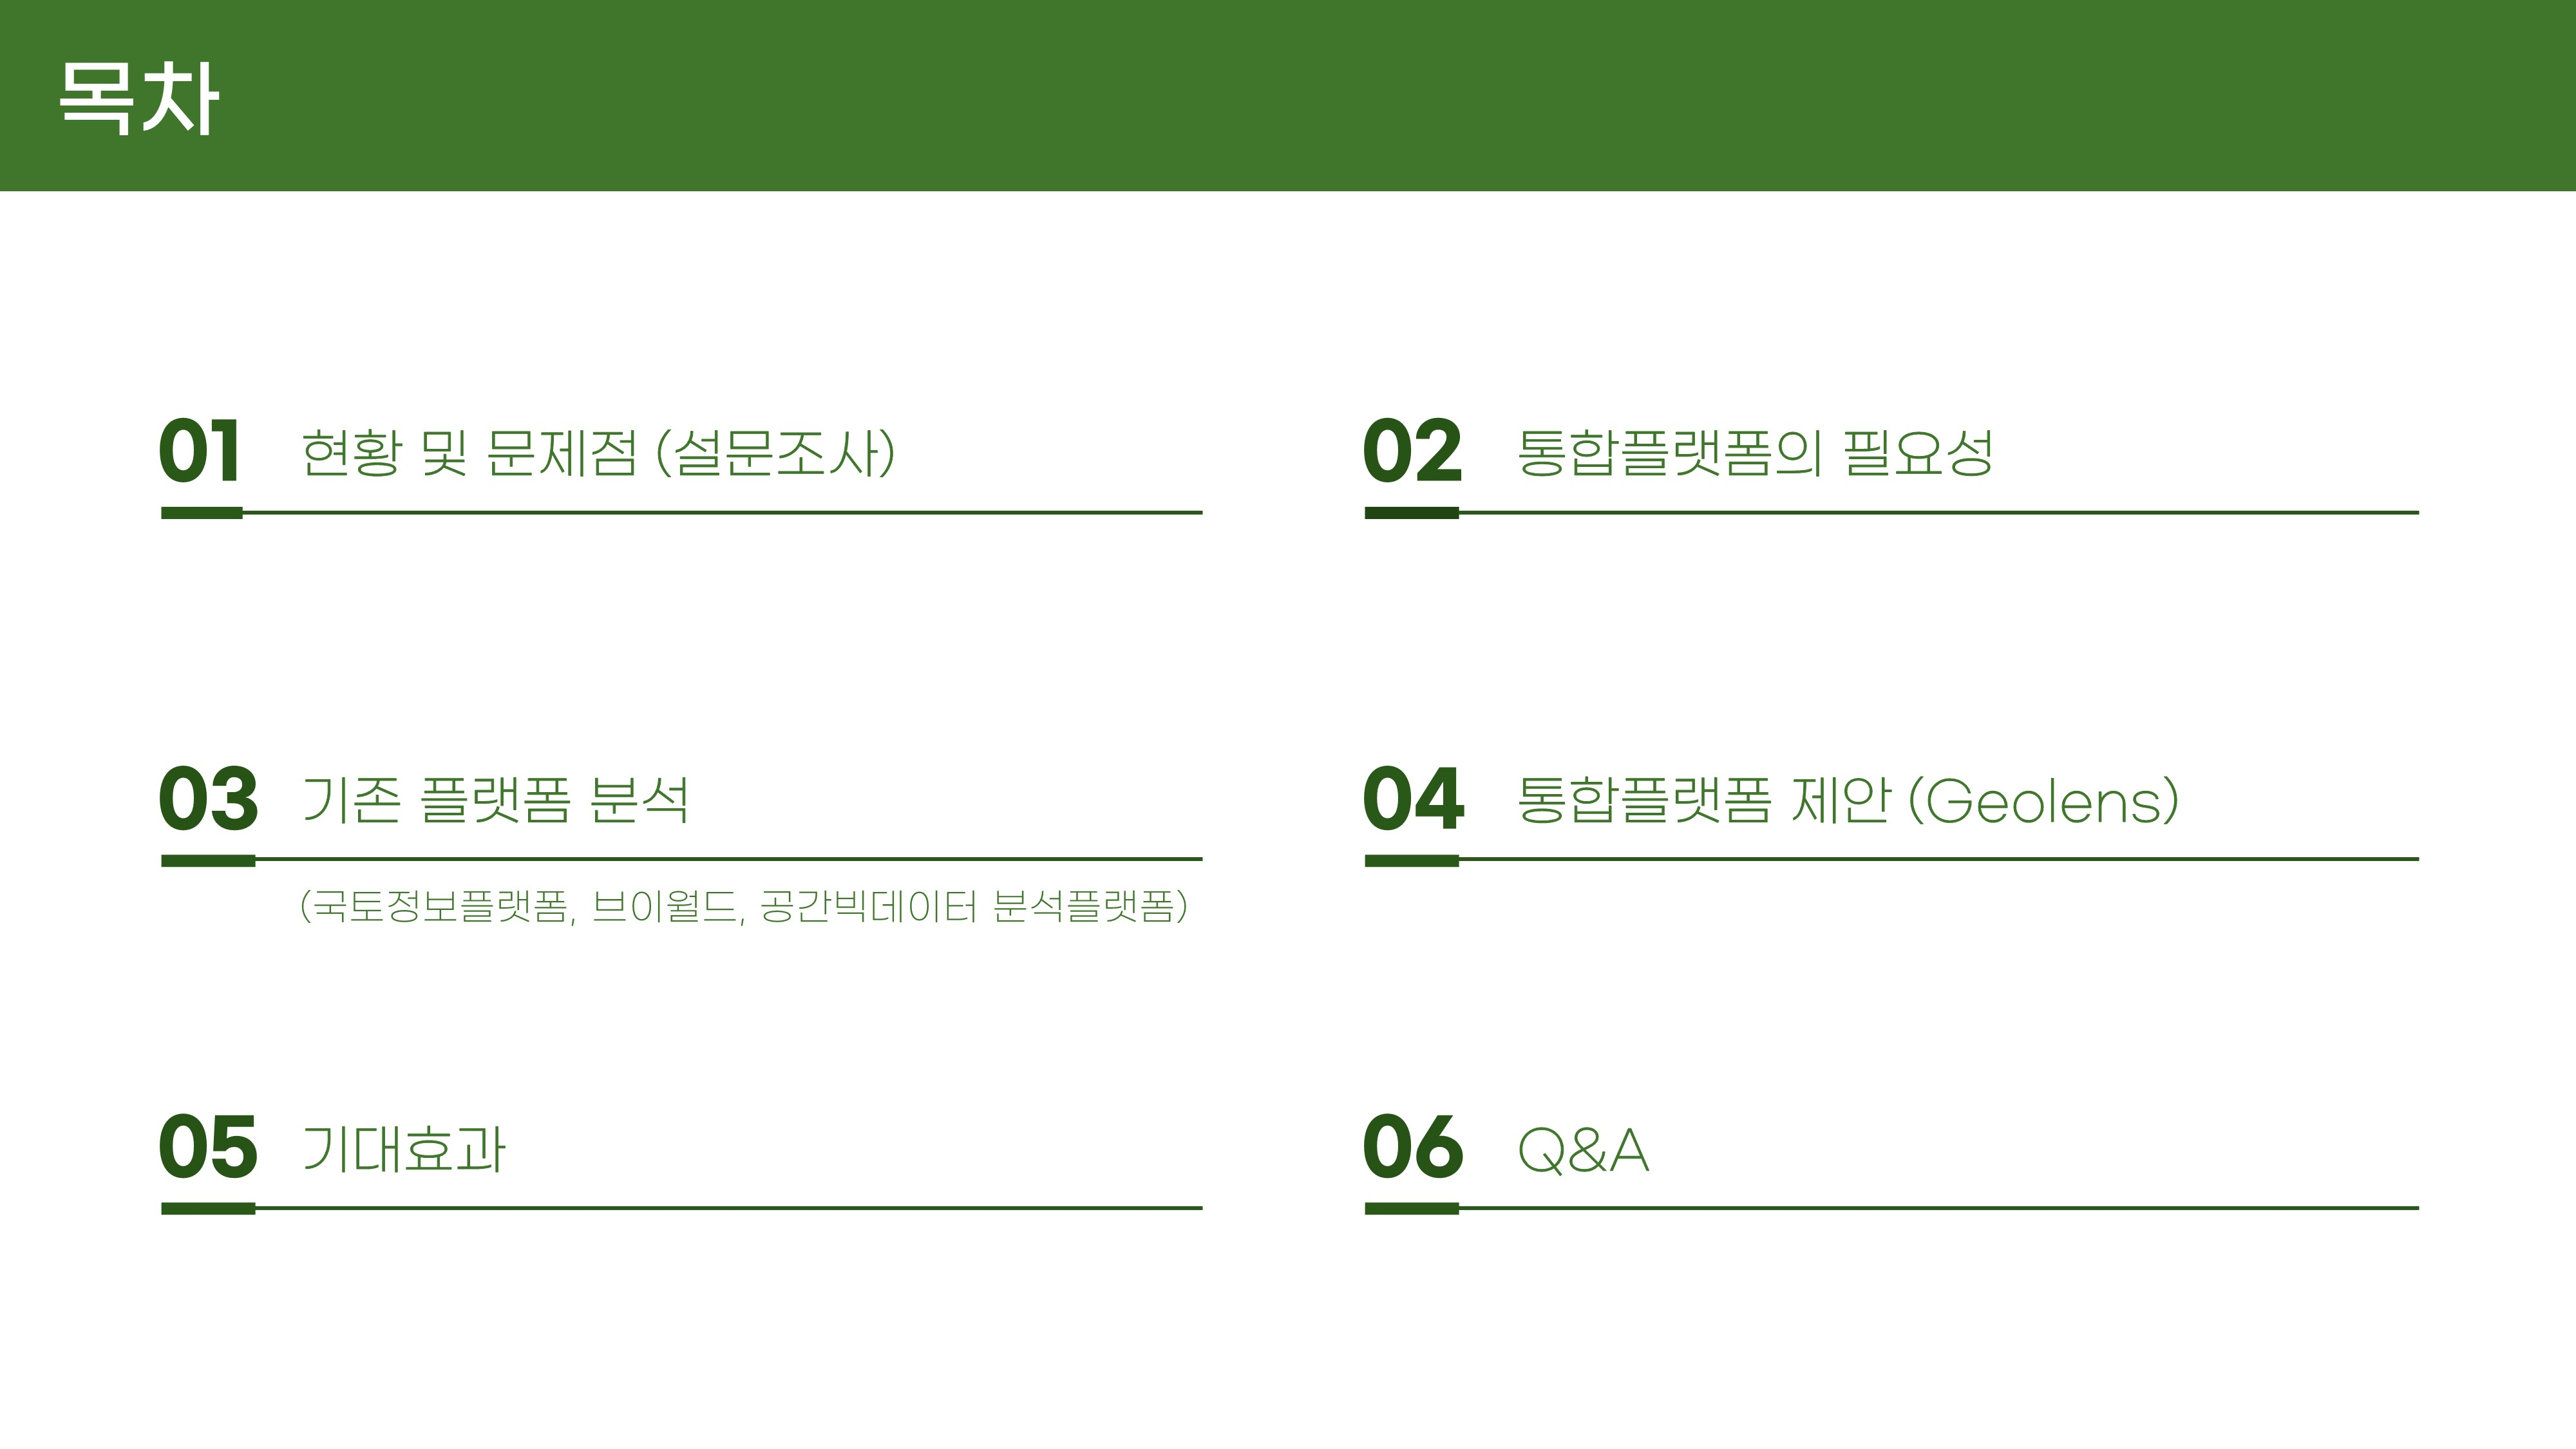 목차
01 현황 및 문제점 (설문조사)
02 통합플랫폼의 필요성
03 기존 플랫폼 분석
(국토정보플랫폼, 브이월드, 공간빅데이터 분석플랫폼)
04 통합플랫폼 제안 (Geolens)
05 기대효과
06 Q&A